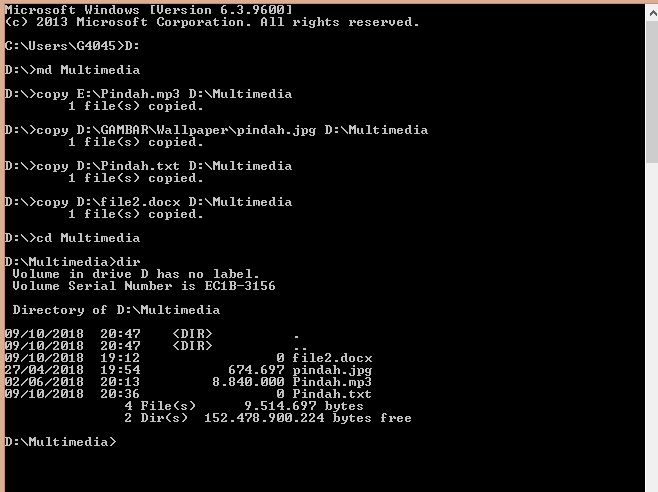 Microsoft Windows [Version 6.3.9600]
(c) 2013 Microsoft Corporation. All rights reserved.
C:\Users\G4045>D:
D:\>md Multimedia
D:\>copy E:\Pindah.mp3 D:\Multimedia
        1 file(s) copied.
D:\>copy D:\GAMBAR\Wallpaper\pindah.jpg D:\Multimedia
        1 file(s) copied.
D:\>copy D:\Pindah.txt D:\Multimedia
        1 file(s) copied.
D:\>copy D:\file2.docx D:\Multimedia
        1 file(s) copied.
D:\>cd Multimedia
D:\Multimedia>dir
 Volume in drive D has no label.
 Volume Serial Number is EC1B-3156
 Directory of D:\Multimedia
09/10/2018  20:47    <DIR>          .
09/10/2018  20:47    <DIR>          ..
09/10/2018  19:12                 0 file2.docx
27/04/2018  19:54           674.697 pindah.jpg
02/06/2018  20:13         8.840.000 Pindah.mp3
09/10/2018  20:36                 0 Pindah.txt
               4 File(s)      9.514.697 bytes
               2 Dir(s)  152.478.900.224 bytes free
D:\Multimedia>